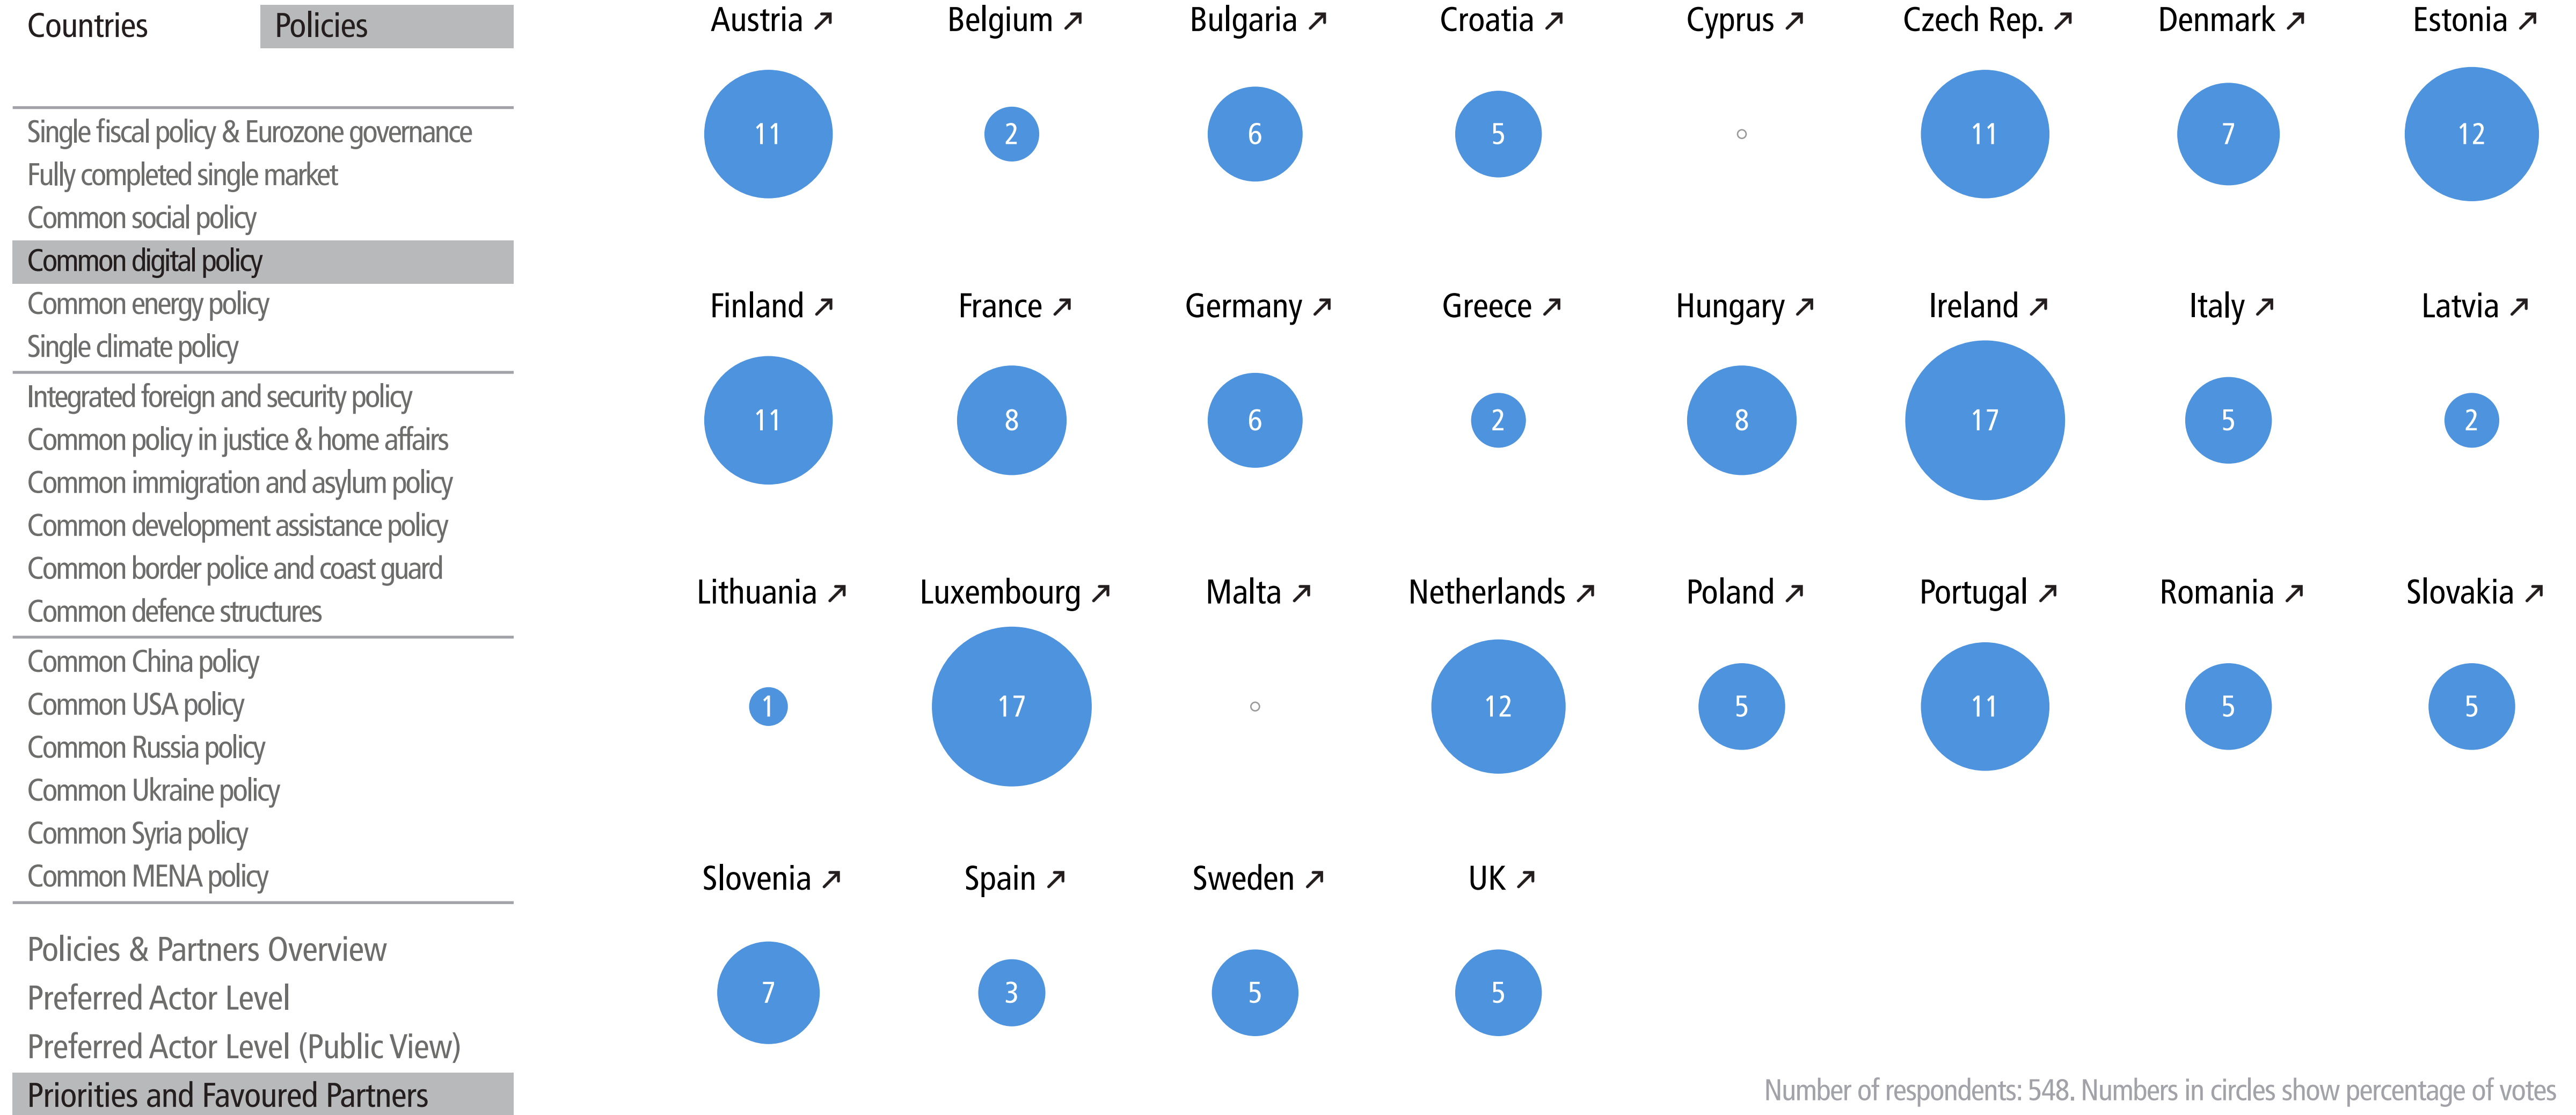 Countries
Policies
Single fiscal policy & Eurozone governance
Fully completed single market
Common social policy
Common digital policy
Common energy policy
Single climate policy
Integrated foreign and security policy
Common policy in justice & home affairs
Common immigration and asylum policy
Common development assistance policy
Common border police and coast guard
Common defence structures
Common China policy
Common USA policy
Common Russia policy
Common Ukraine policy
Common Syria policy
Common MENA policy
Policies & Partners Overview
Preferred Actor Level
Preferred Actor Level (Public View)
Priorities and Favoured Partners
Austria ↗ Belgium ↗ Bulgaria ↗ Croatia ↗ Cyprus ↗ Czech Rep. ↗ Denmark ↗ Estonia ↗
11 2 6 5 11 7 12
Finland ↗ France ↗ Germany ↗ Greece ↗ Hungary ↗ Ireland ↗ Italy ↗ Latvia ↗
11 8 6 2 8 17 5 2
Lithuania ↗ Luxembourg ↗ Malta ↗ Netherlands ↗ Poland ↗ Portugal ↗ Romania ↗ Slovakia ↗
1 17 12 5 11 5 5
Slovenia ↗ Spain ↗ Sweden ↗ UK ↗
7 3 5 5
Number of respondents: 548. Numbers in circles show percentage of votes